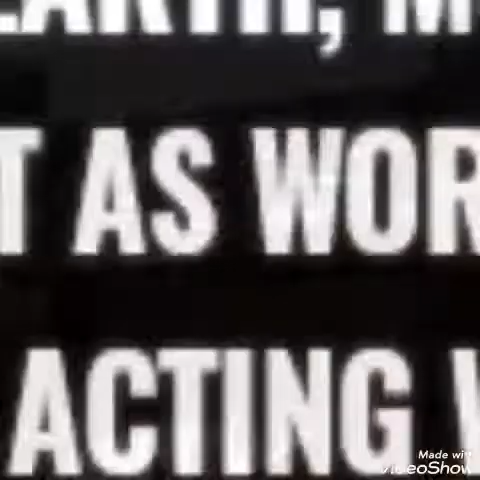 EARTH, M
T AS WOR
ACTING
Made with
VideoShow